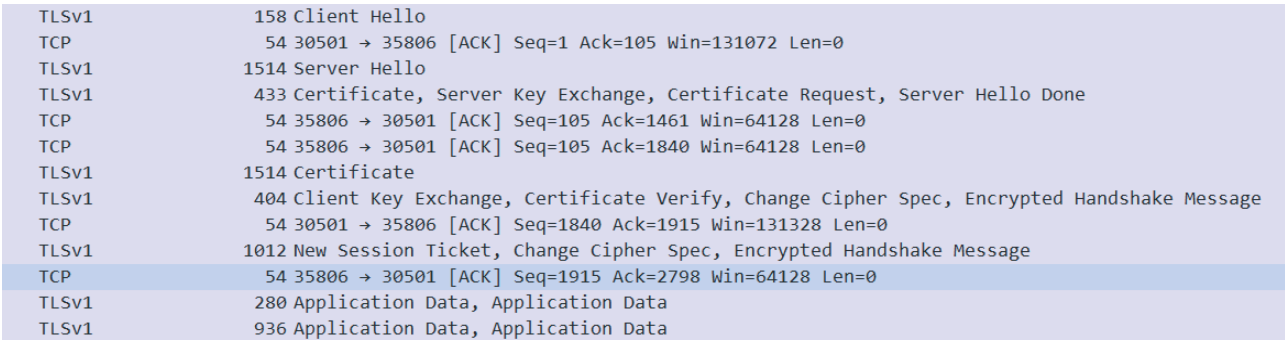 TLSv1 158 Client Hello
TCP 54 30501 → 35806 [ACK] Seq=1 Ack=105 Win=131072 Len=0
TLSv1 1514 Server Hello
TLSv1 433 Certificate, Server Key Exchange, Certificate Request, Server Hello Done
TCP 54 35806 → 30501 [ACK] Seq=105 Ack=1461 Win=64128 Len=0
TCP 54 35806 → 30501 [ACK] Seq=105 Ack=1840 Win=64128 Len=0
TLSv1 1514 Certificate
TLSv1 404 Client Key Exchange, Certificate Verify, Change Cipher Spec, Encrypted Handshake Message
TCP 54 30501 → 35806 [ACK] Seq=1840 Ack=1915 Win=131328 Len=0
TLSv1 1012 New Session Ticket, Change Cipher Spec, Encrypted Handshake Message
TCP 54 35806 → 30501 [ACK] Seq=1915 Ack=2798 Win=64128 Len=0
TLSv1 280 Application Data, Application Data
TLSv1 936 Application Data, Application Data